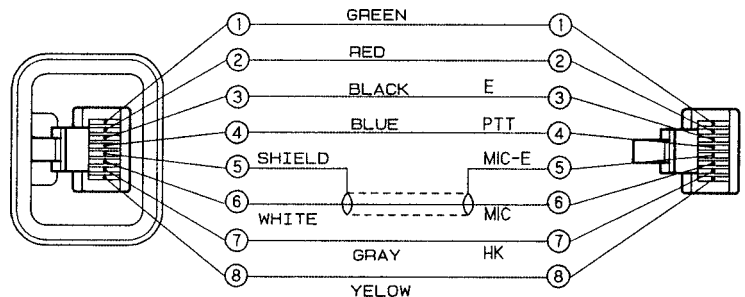 1 GREEN 1
2 RED 2
3 BLACK E 3
4 BLUE PTT 4
5 SHIELD MIC-E 5
6 WHITE MIC 6
7 GRAY HK 7
8 YELOW 8